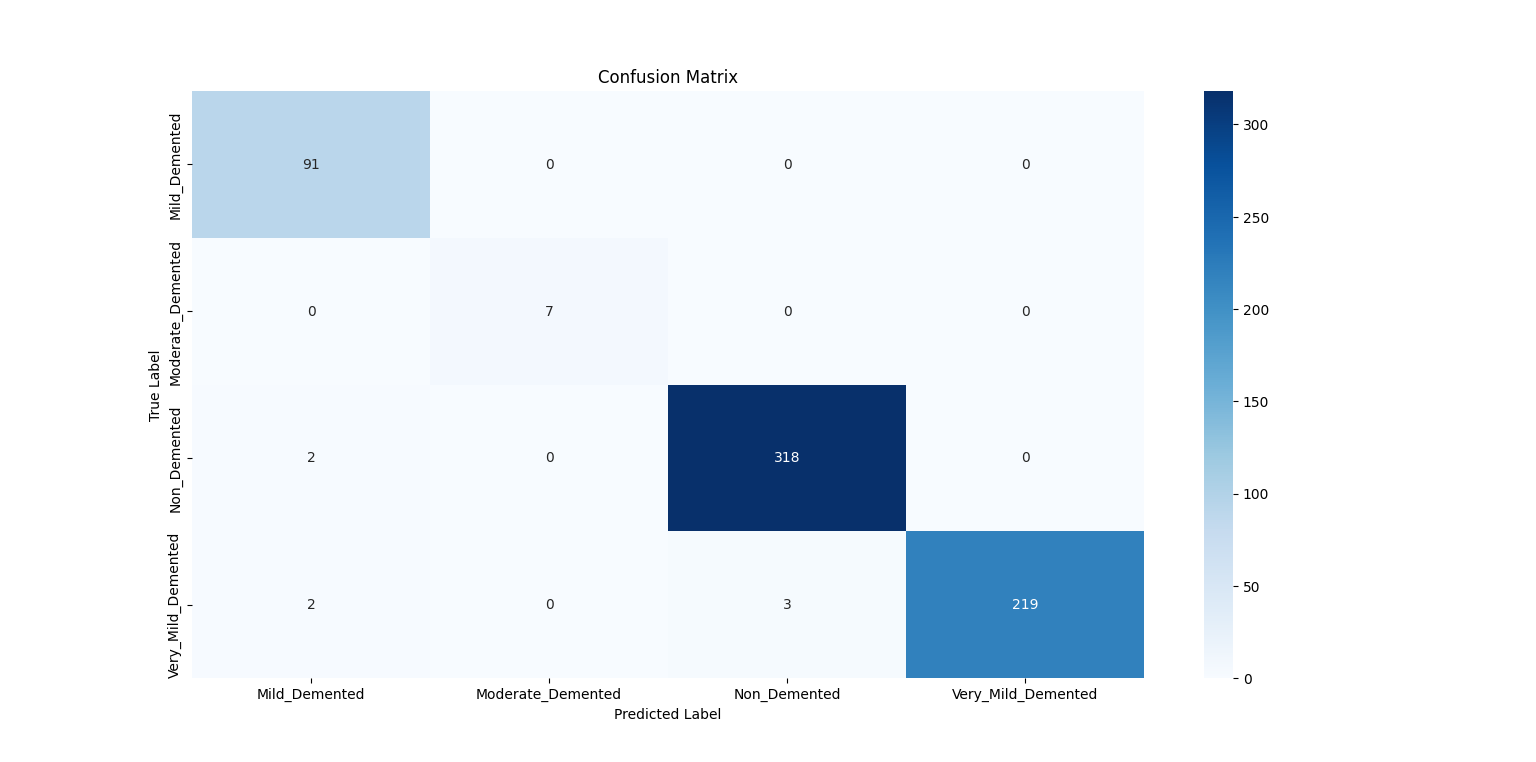 Confusion Matrix
True Label
Mild_Demented
91 0 0 0
Moderate_Demented
0 7 0 0
Non_Demented
2 0 318 0
Very_Mild_Demented
2 0 3 219
Mild_Demented Moderate_Demented Non_Demented Very_Mild_Demented
Predicted Label
300
250
200
150
100
50
0